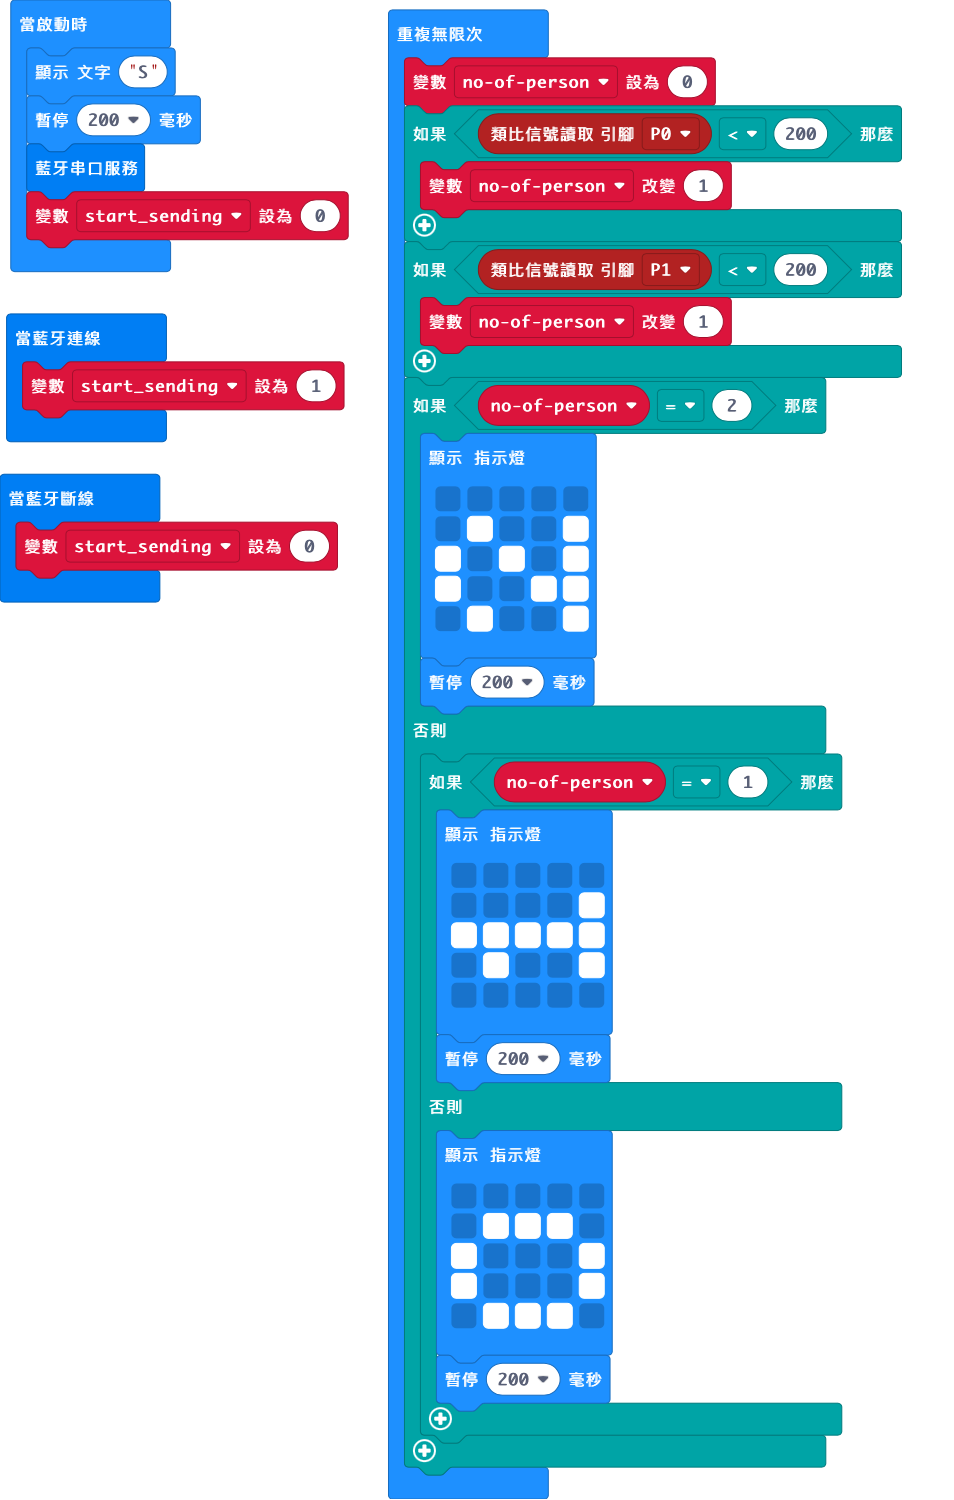 當啟動時
顯示 文字 "S"
暫停 200 毫秒
藍牙串口服務
變數 start_sending 設為 0
當藍牙連線
變數 start_sending 設為 1
當藍牙斷線
變數 start_sending 設為 0
重複無限次
變數 no-of-person 設為 0
如果 類比信號讀取 引腳 P0 < 200 那麼
變數 no-of-person 改變 1
如果 類比信號讀取 引腳 P1 < 200 那麼
變數 no-of-person 改變 1
如果 no-of-person = 2 那麼
顯示 指示燈
暫停 200 毫秒
否則
如果 no-of-person = 1 那麼
顯示 指示燈
暫停 200 毫秒
否則
顯示 指示燈
暫停 200 毫秒